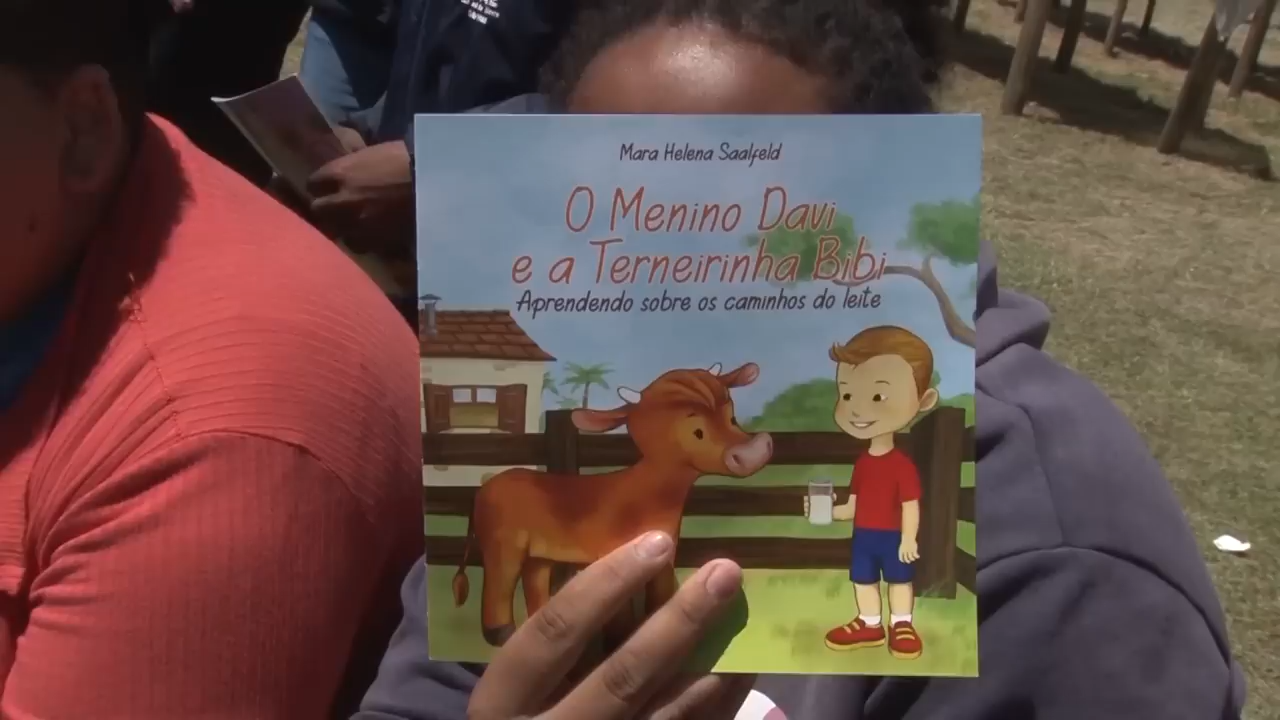 Mara Helena Saalfeld
O Menino Davi
e a Terneirinha Bibi
Aprendendo sobre os caminhos do leite